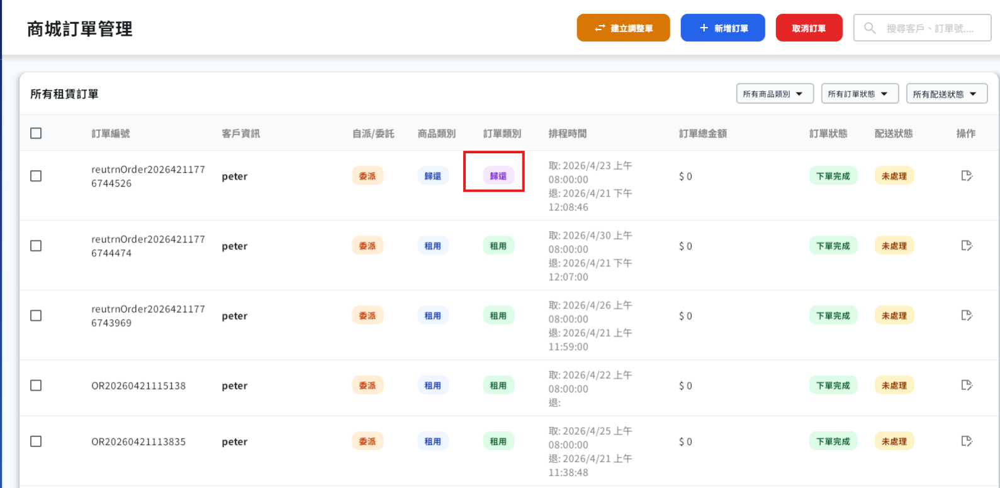 商城訂單管理
建立調整單
新增訂單
取消訂單
搜尋客戶、訂單號....
所有租賃訂單
所有商品類別
所有訂單狀態
所有配送狀態
訂單編號 客戶資訊 自派/委託 商品類別 訂單類別 排程時間 訂單總金額 訂單狀態 配送狀態 操作
reutrnOrder2026421177
6744526
peter
委派
歸還
歸還
取: 2026/4/23 上午
08:00:00
退: 2026/4/21 下午
12:08:46
$ 0
下單完成
未處理
reutrnOrder2026421177
6744474
peter
委派
租用
租用
取: 2026/4/30 上午
08:00:00
退: 2026/4/21 下午
12:07:00
$ 0
下單完成
未處理
reutrnOrder2026421177
6743969
peter
委派
租用
租用
取: 2026/4/26 上午
08:00:00
退: 2026/4/21 上午
11:59:00
$ 0
下單完成
未處理
OR20260421115138
peter
委派
租用
租用
取: 2026/4/22 上午
08:00:00
退:
$ 0
下單完成
未處理
OR20260421113835
peter
委派
租用
租用
取: 2026/4/25 上午
08:00:00
退: 2026/4/21 上午
11:38:48
$ 0
下單完成
未處理